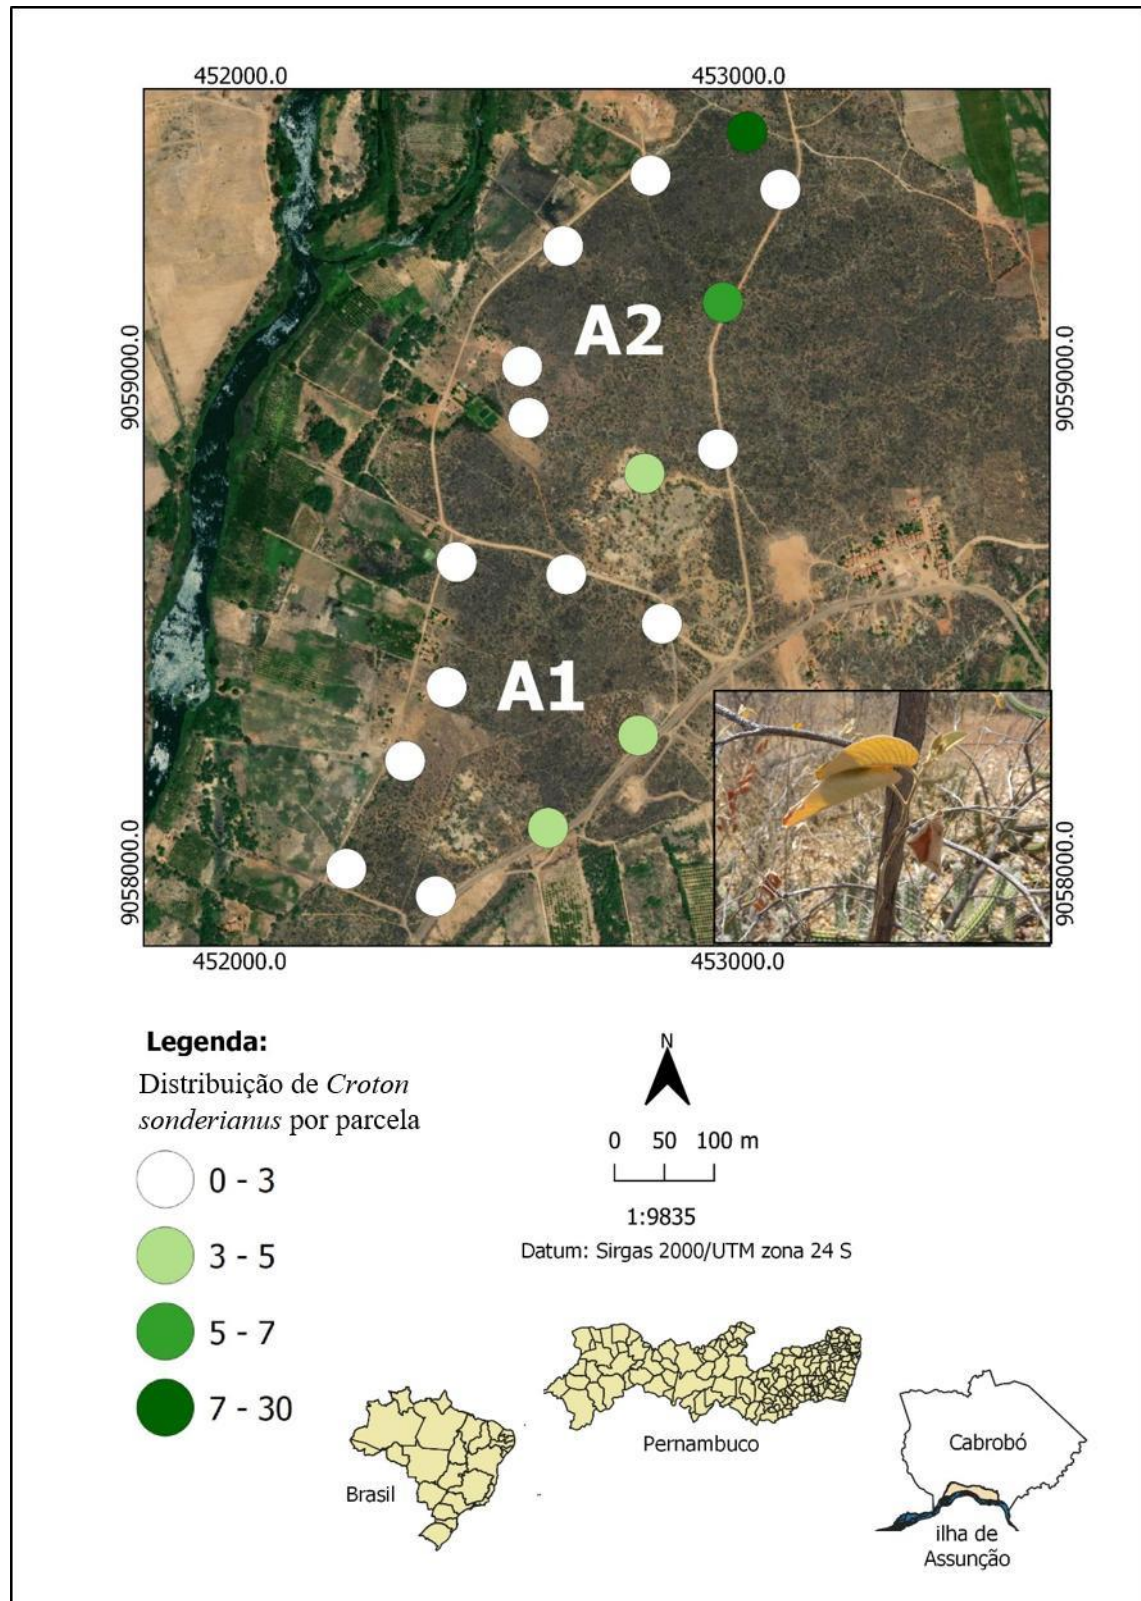 452000.0 453000.0
9059000.0 9059000.0
A2
A1
9058000.0 9058000.0
452000.0 453000.0
Legenda:
Distribuição de Croton
sonderianus por parcela
0 - 3
3 - 5
5 - 7
7 - 30
N
0 50 100 m
1:9835
Datum: Sirgas 2000/UTM zona 24 S
Brasil
Pernambuco
Cabrobó
ilha de
Assunção